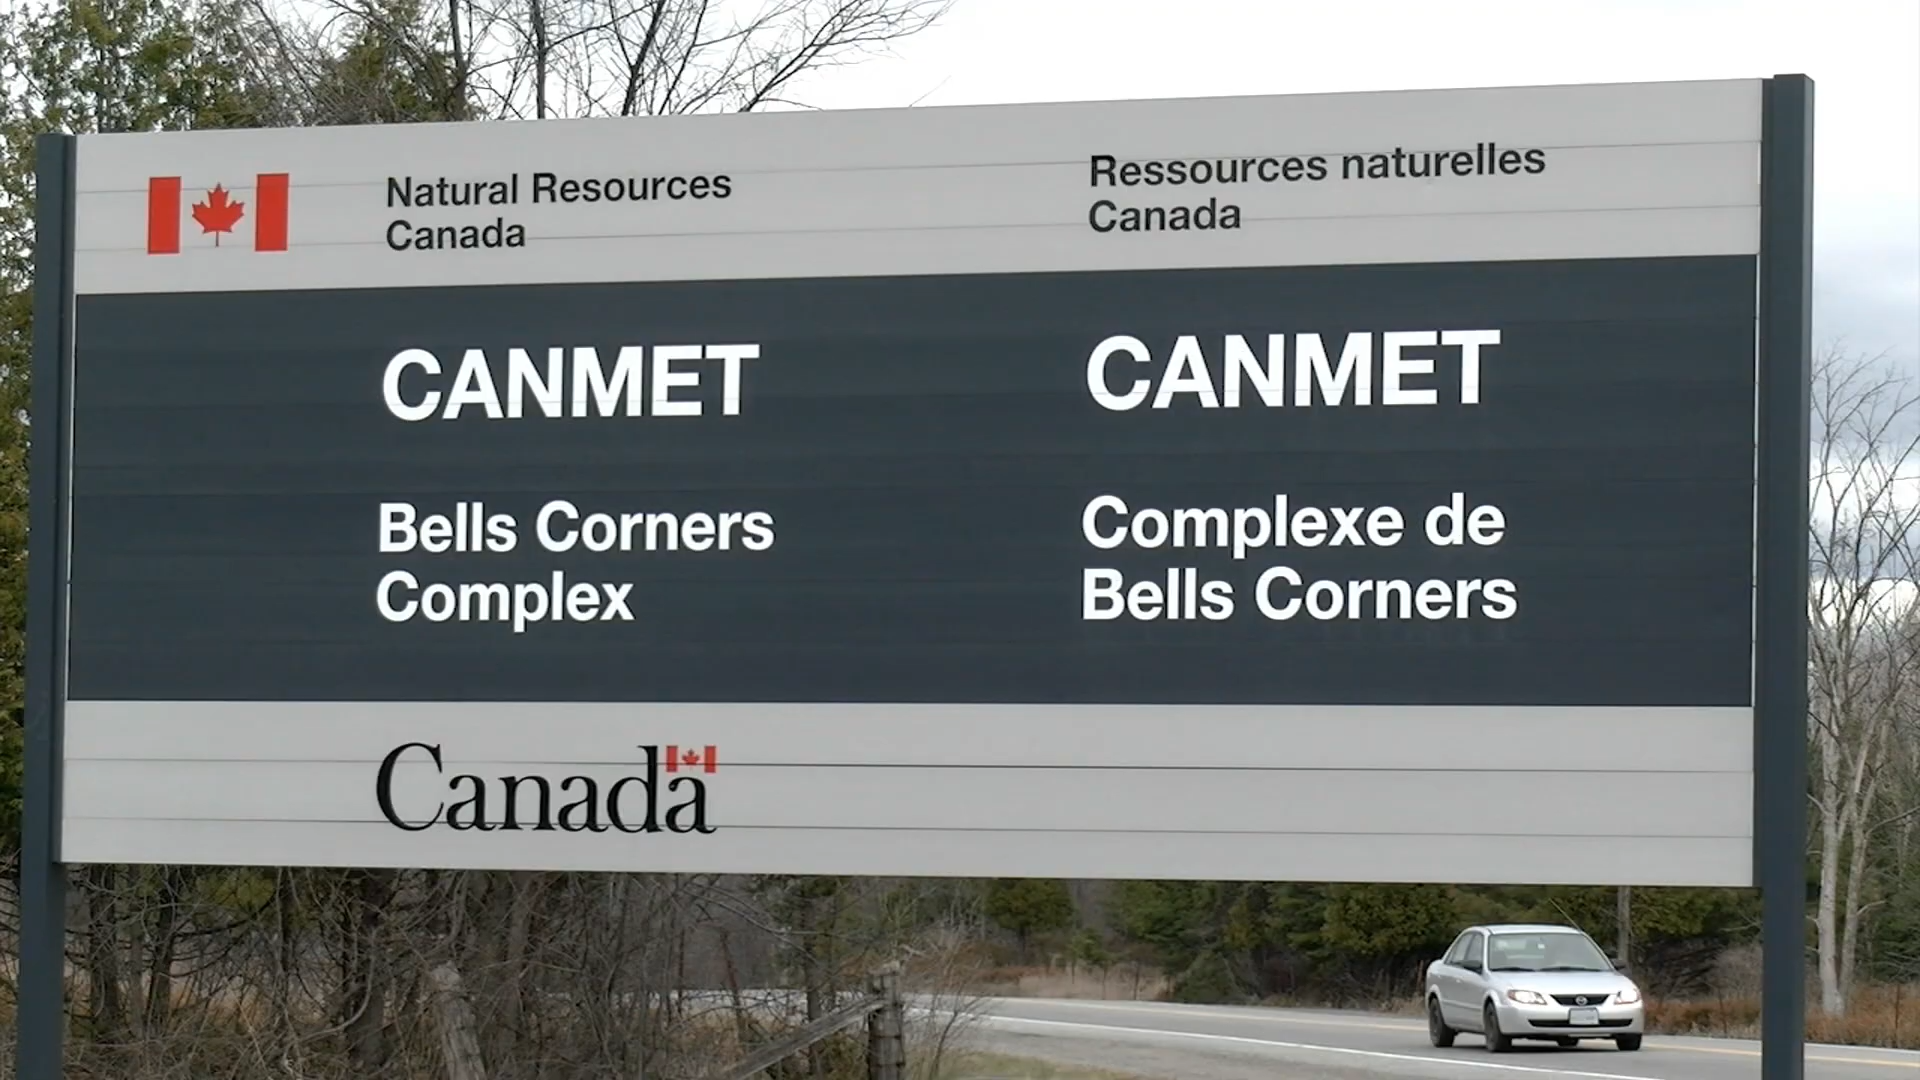 Natural Resources
Canada
Ressources naturelles
Canada
CANMET
CANMET
Bells Corners
Complex
Complexe de
Bells Corners
Canada